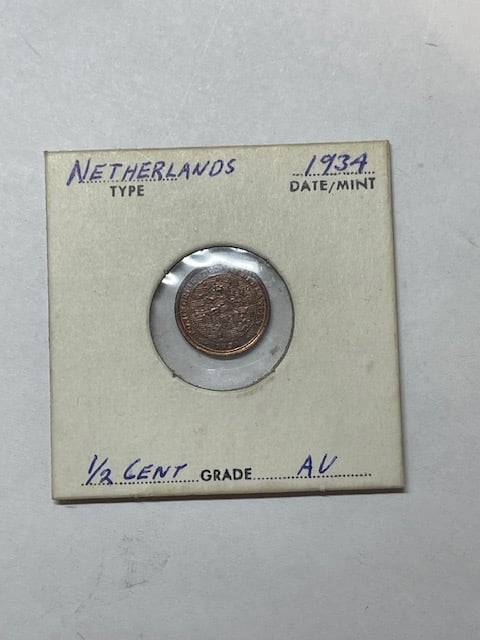 NETHERLANDS 1934
TYPE DATE/MINT
1/2 CENT GRADE AU